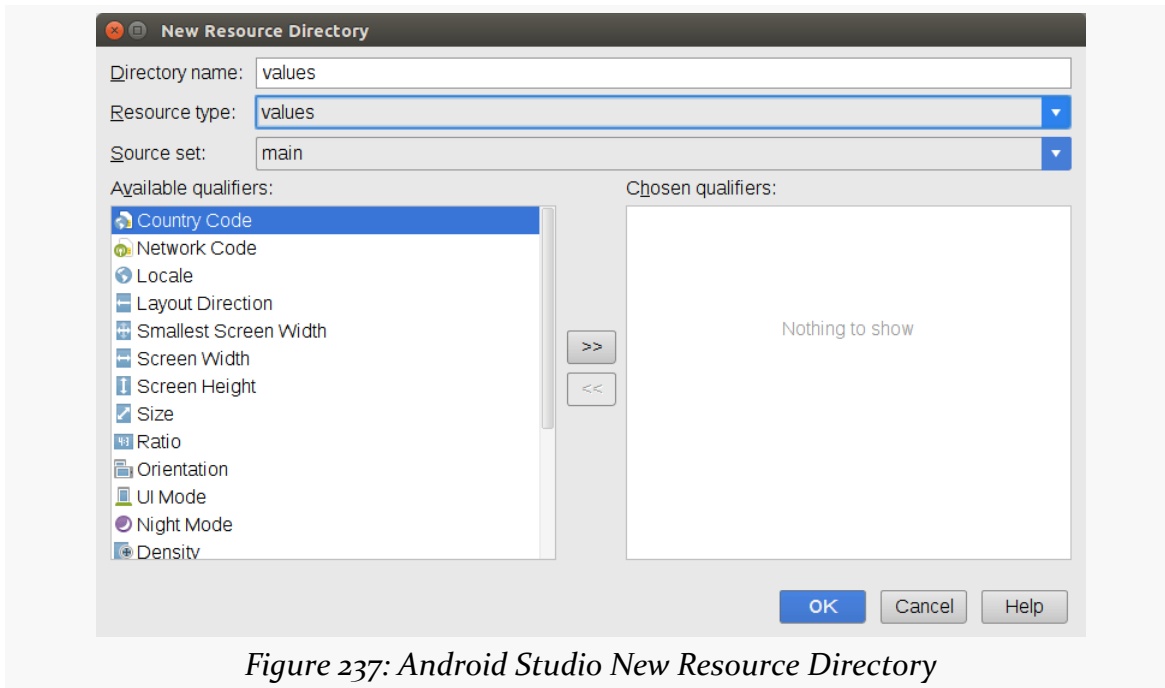 New Resource Directory
Directory name: values
Resource type: values
Source set: main
Available qualifiers:
Country Code
Network Code
Locale
Layout Direction
Smallest Screen Width
Screen Width
Screen Height
Size
Ratio
Orientation
UI Mode
Night Mode
Density
>>
<<
Chosen qualifiers:
Nothing to show
OK Cancel Help
Figure 237: Android Studio New Resource Directory